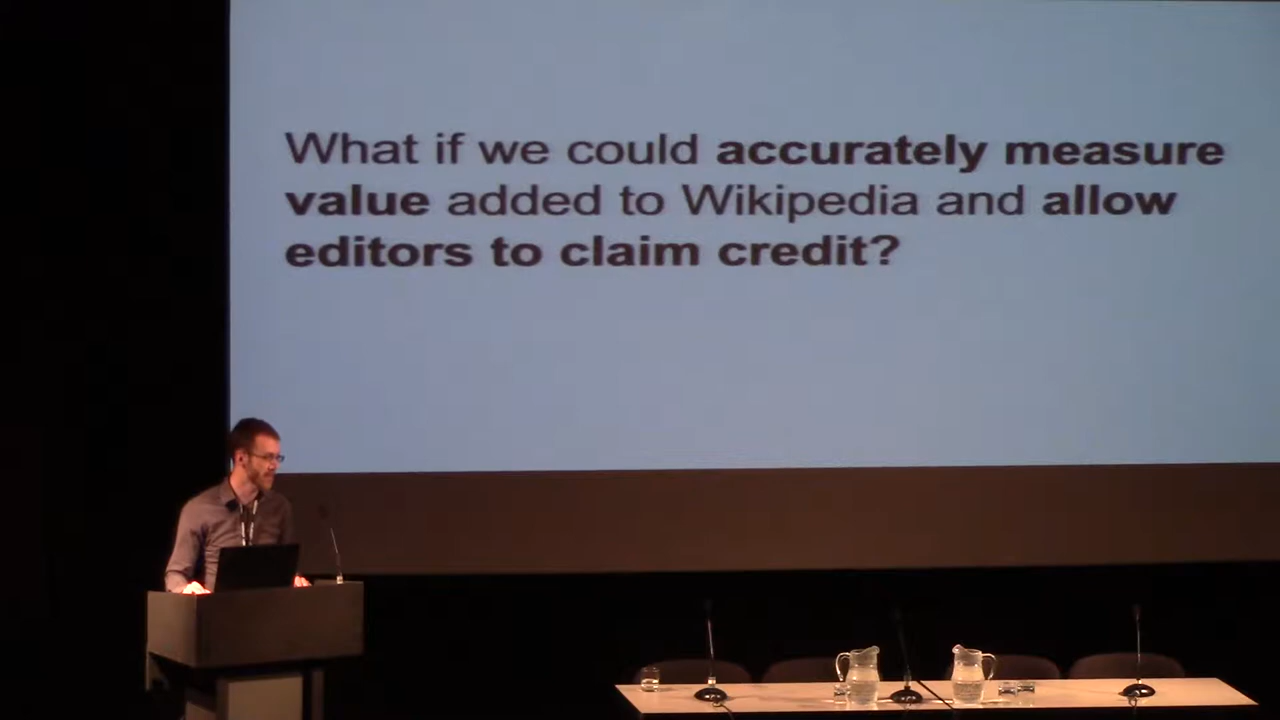 What if we could accurately measure
value added to Wikipedia and allow
editors to claim credit?